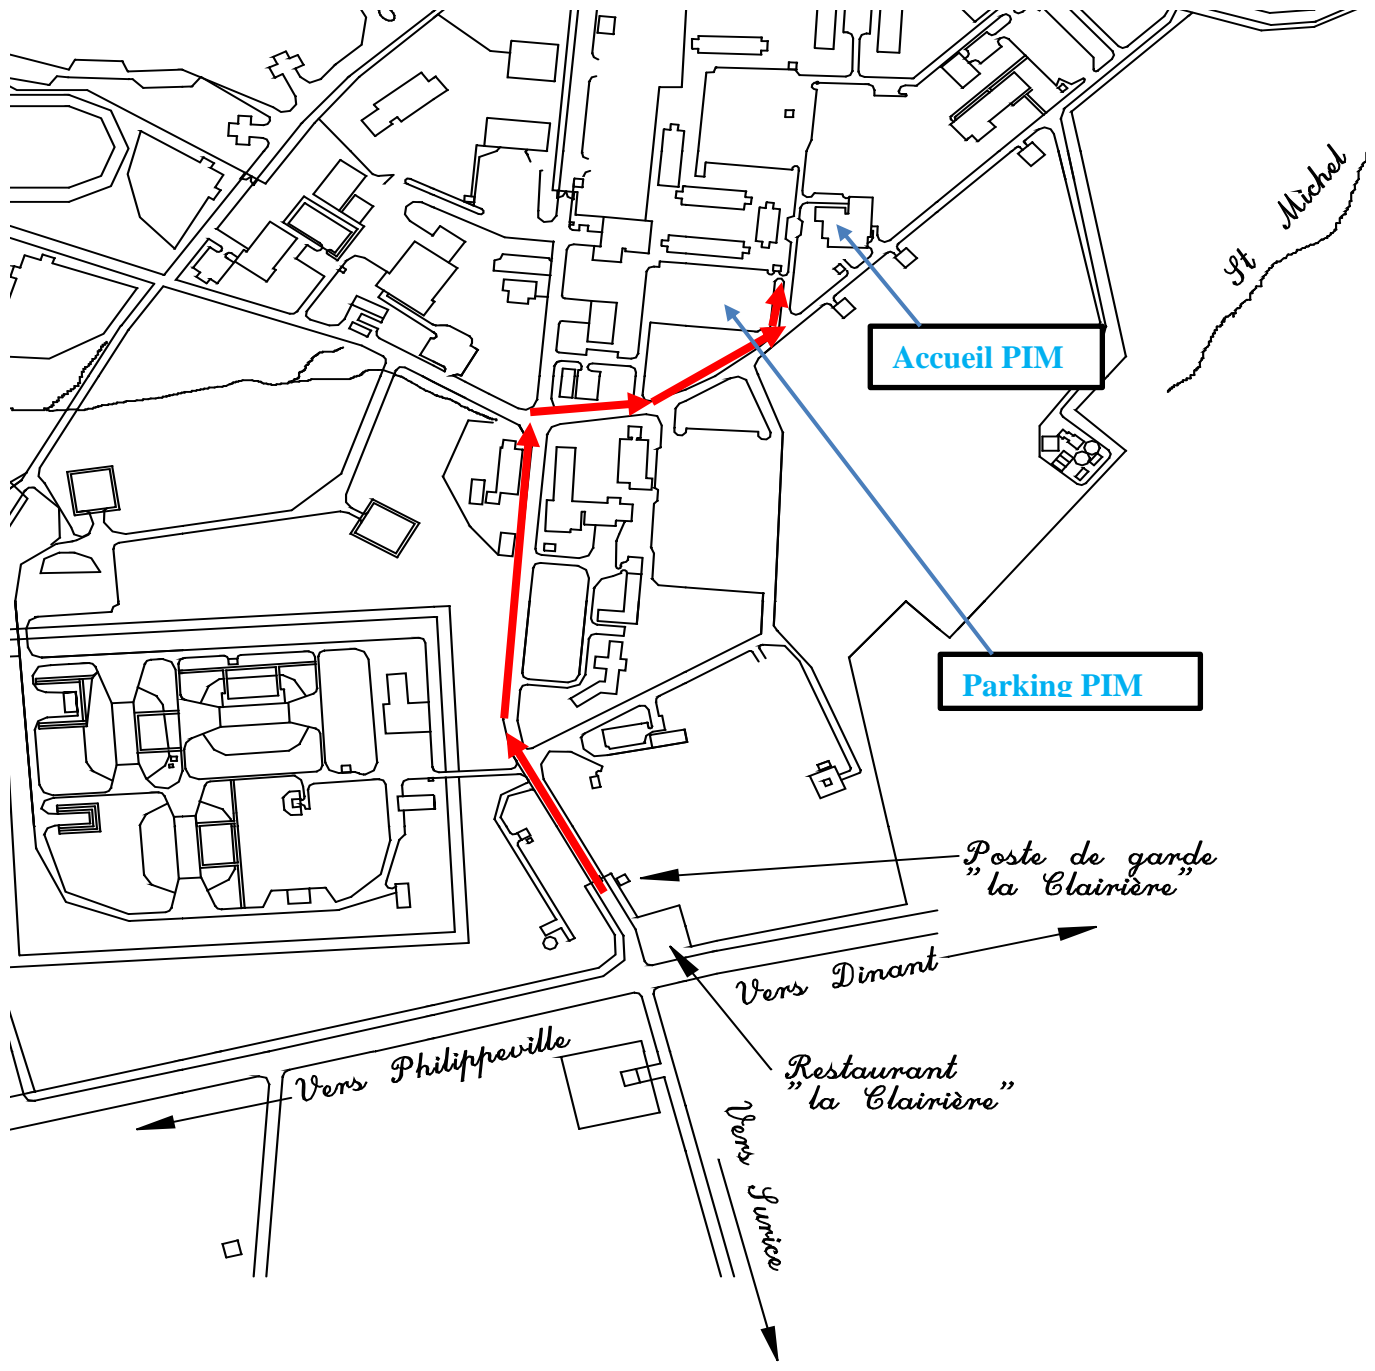 St Michel
Accueil PIM
Parking PIM
Poste de garde
"la Clairière"
Vers Dinant
Vers Philippeville
Restaurant
"la Clairière"
Vers Surice